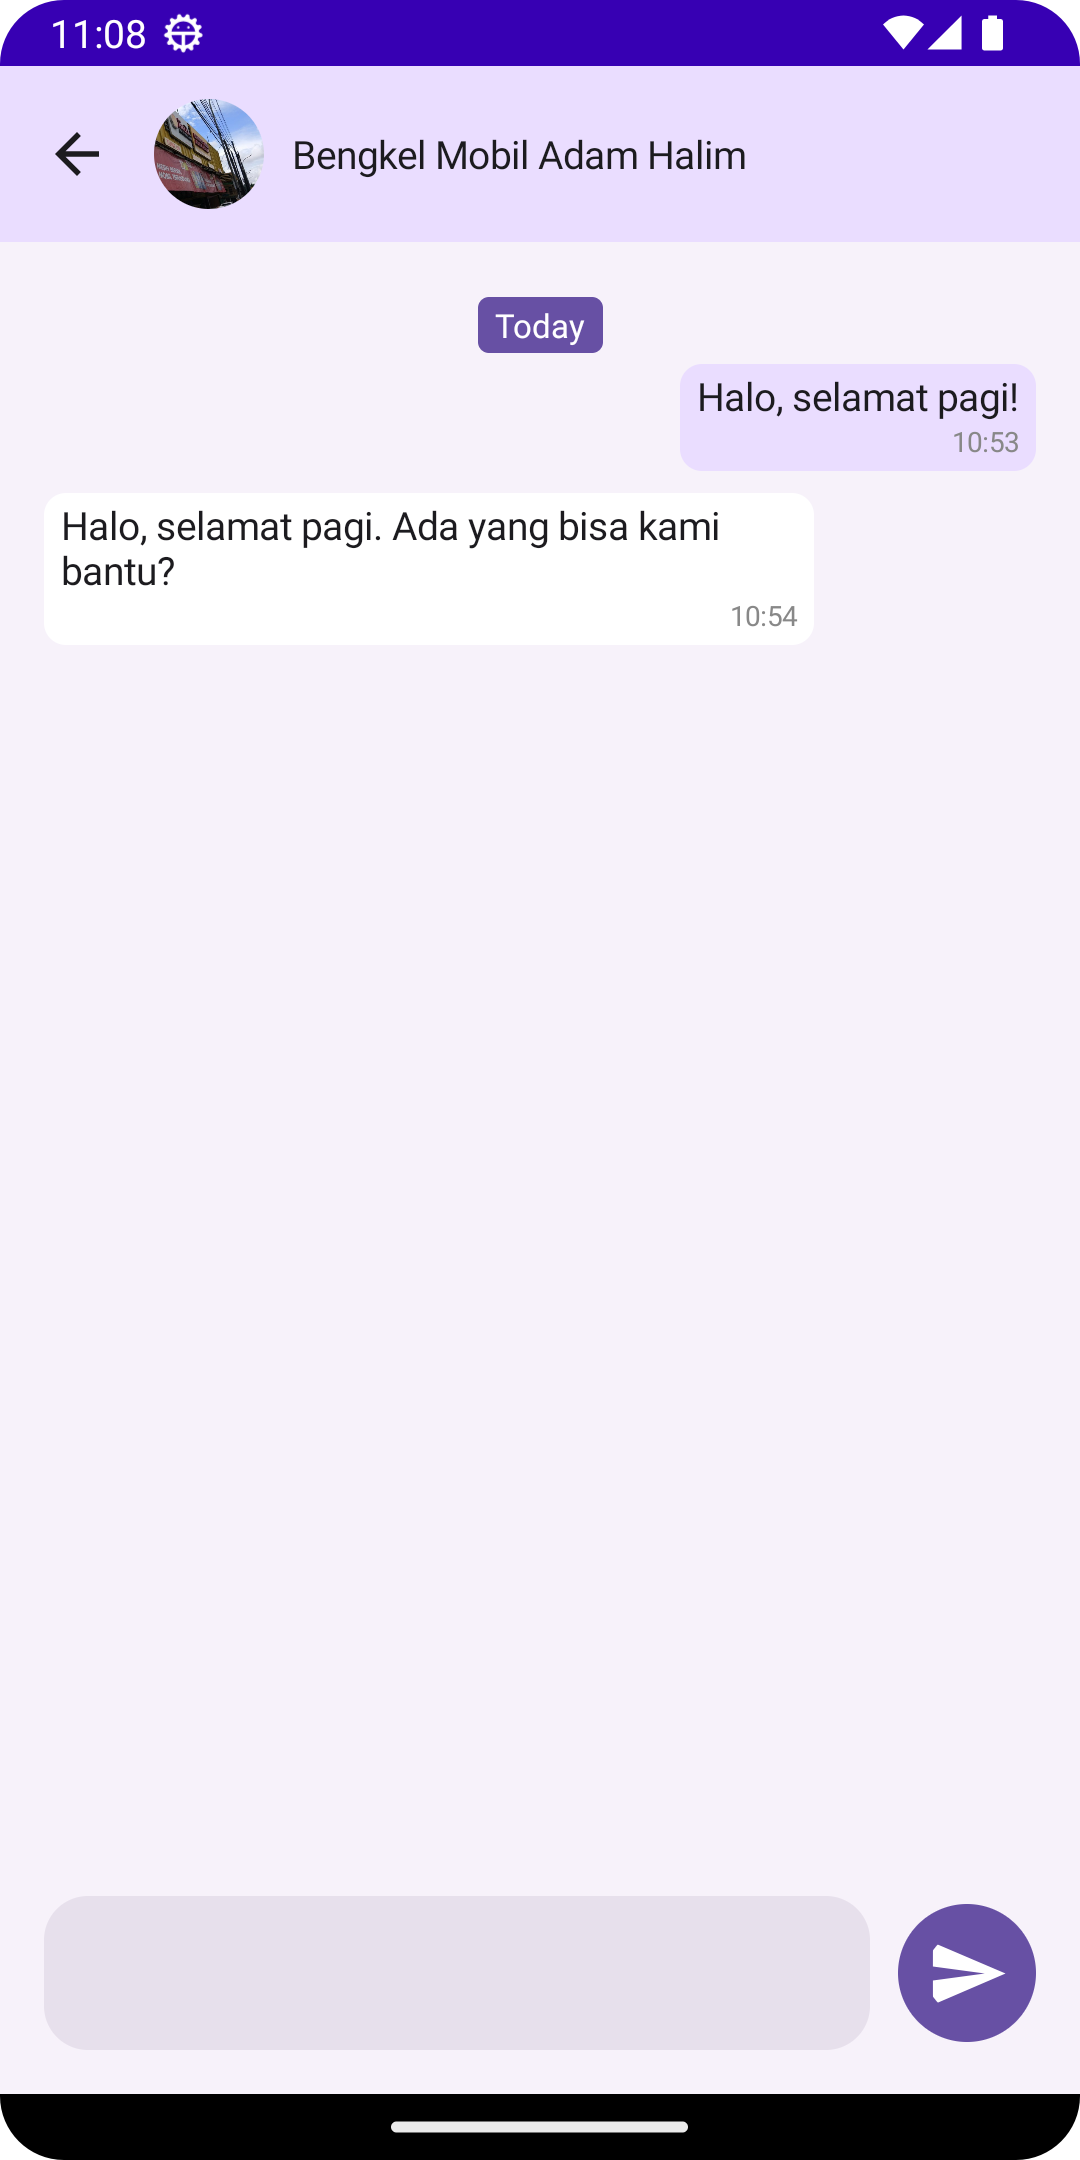 11:08
Bengkel Mobil Adam Halim
Today
Halo, selamat pagi!
10:53
Halo, selamat pagi. Ada yang bisa kami
bantu?
10:54